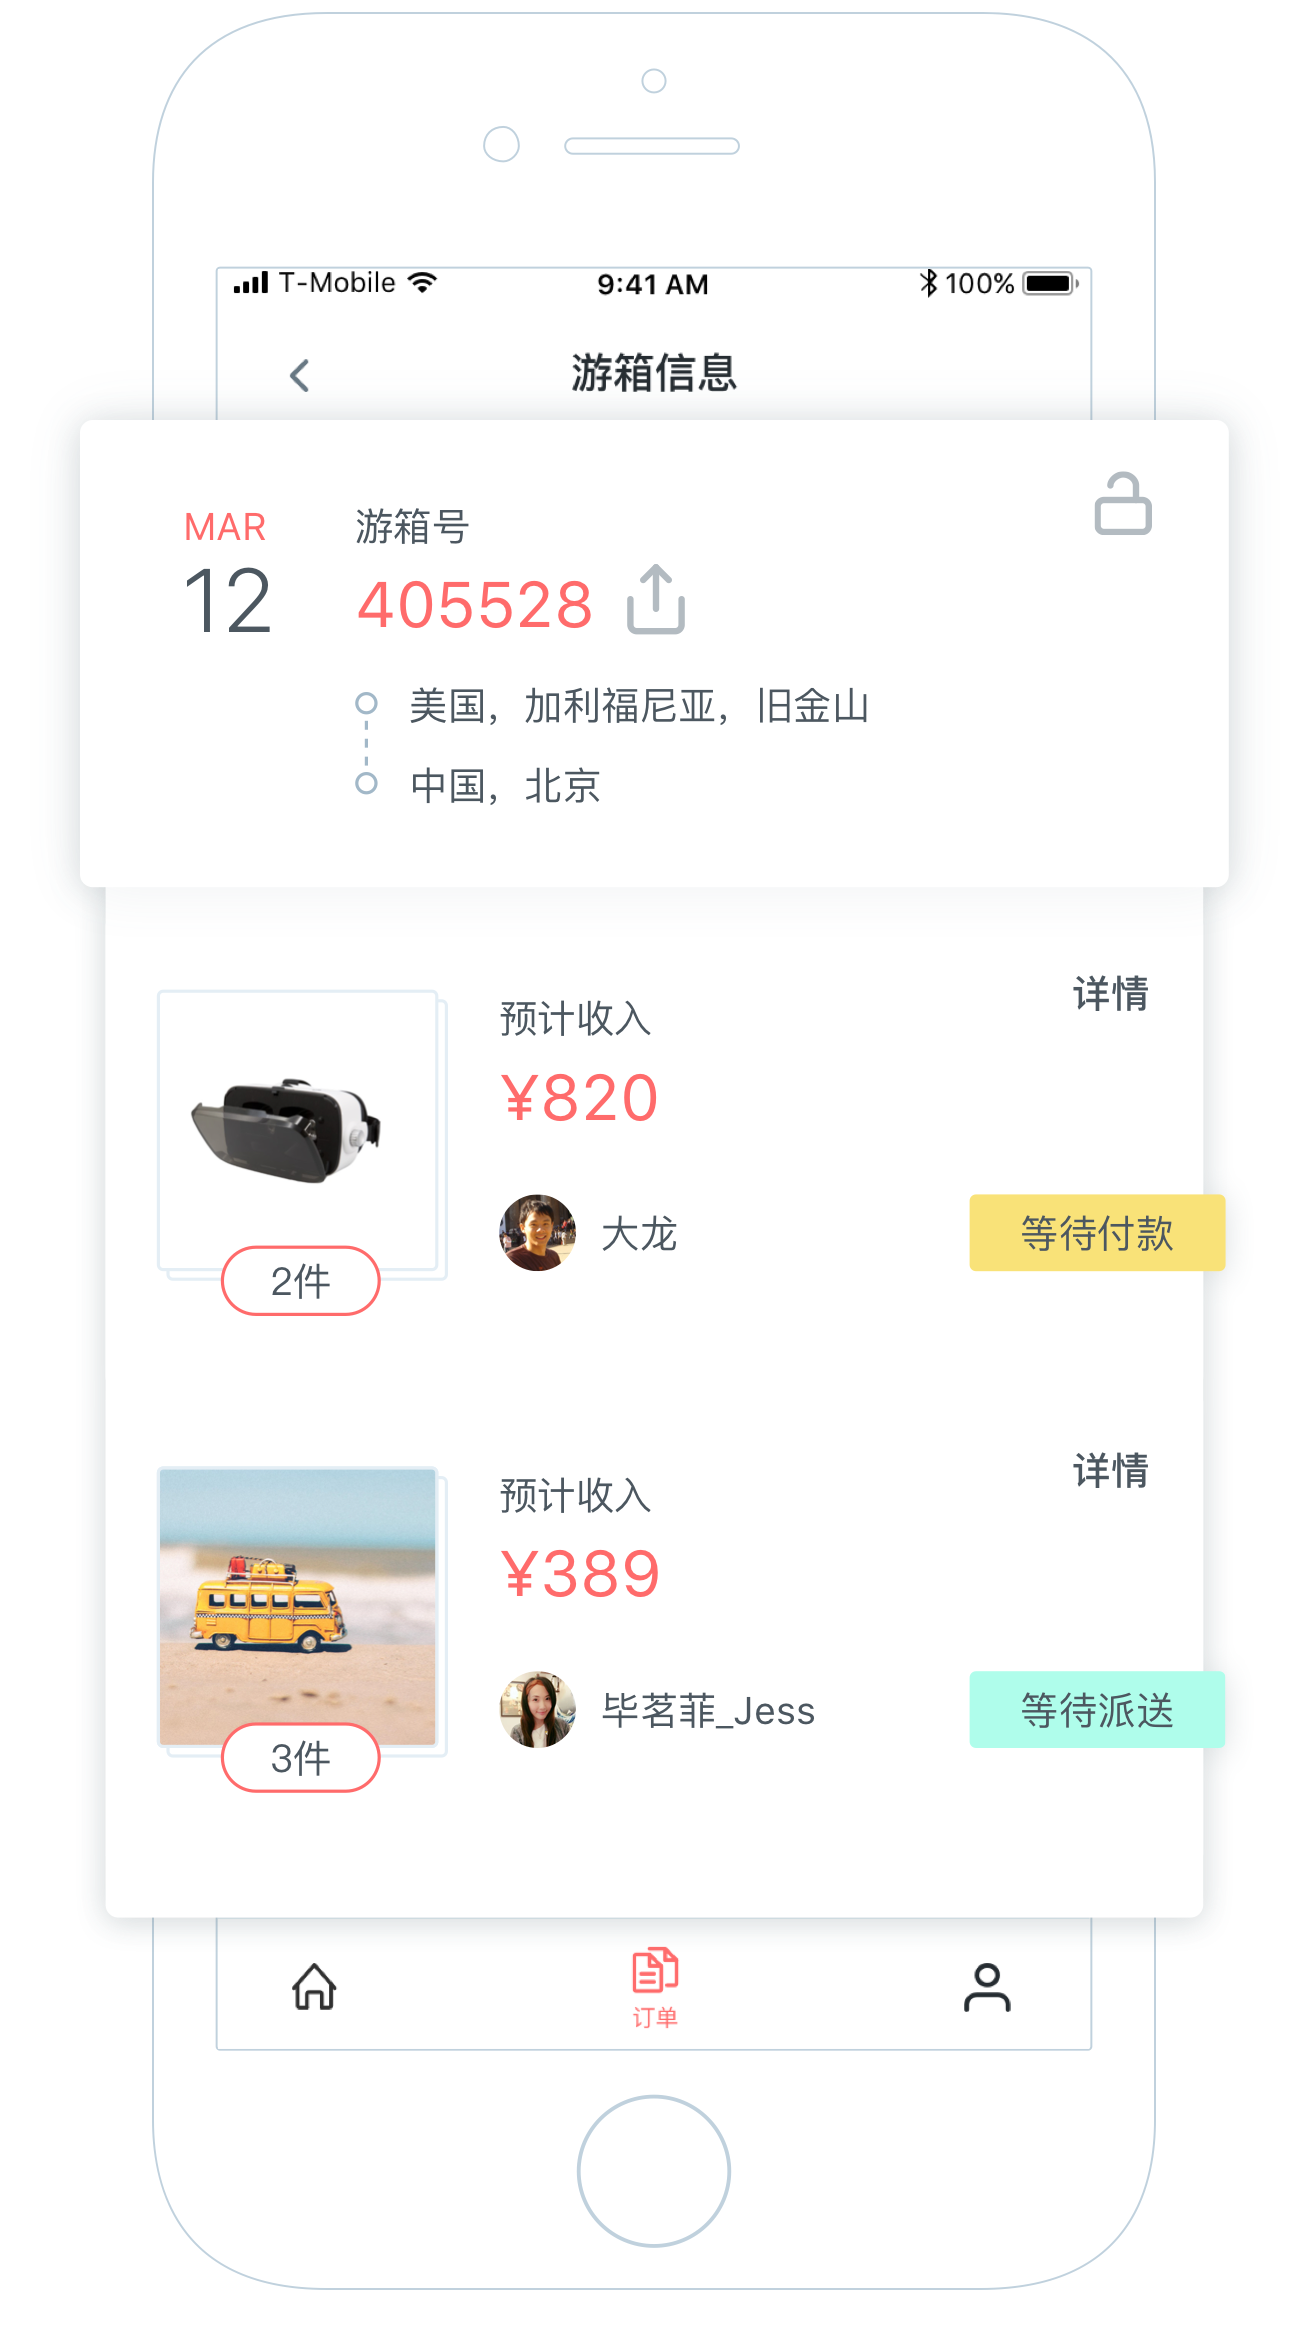 T-Mobile 9:41 AM 100%
游箱信息
MAR
12
游箱号
405528
美国，加利福尼亚，旧金山
中国，北京
详情
预计收入
¥820
大龙
等待付款
2件
详情
预计收入
¥389
毕茗菲_Jess
等待派送
3件
订单